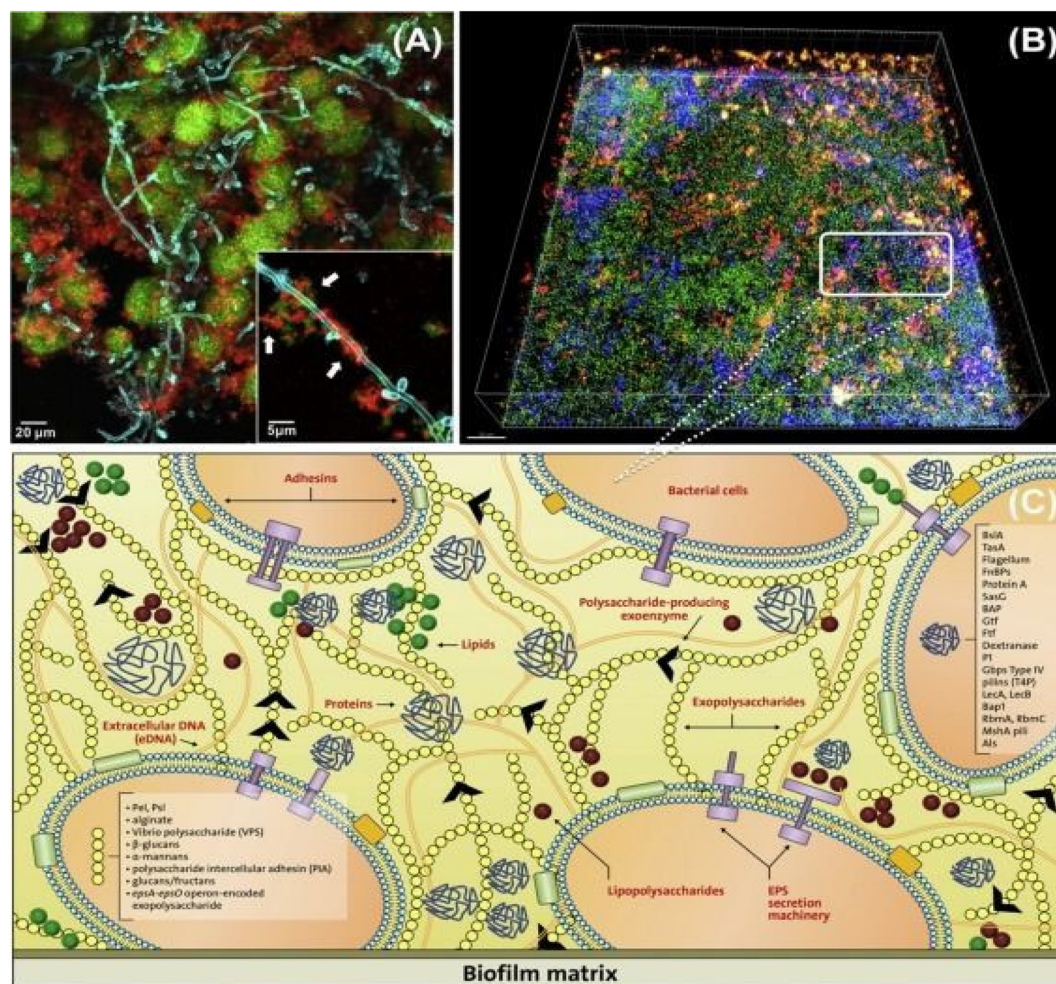 (A)
(B)
20 μm
5μm
Adhesins
Bacterial cells
(C)
BslA
TasA
Flagellum
FnBPs
Protein A
SasG
BAP
Gtf
Ftf
Dextranase
P1
Gbps Type IV
pilins (T4P)
LecA, LecB
Bap1
RbmA, RbmC
MshA pili
Als
Polysaccharide-producing
exoenzyme
Lipids
Proteins
Exopolysaccharides
Extracellular DNA
(eDNA)
• Pel, Psl
• alginate
• Vibrio polysaccharide (VPS)
• β-glucans
• α-mannans
• polysaccharide intercellular adhesin (PIA)
• glucans/fructans
• epsA-epsO operon-encoded
exopolysaccharide
Lipopolysaccharides
EPS
secretion
machinery
Biofilm matrix